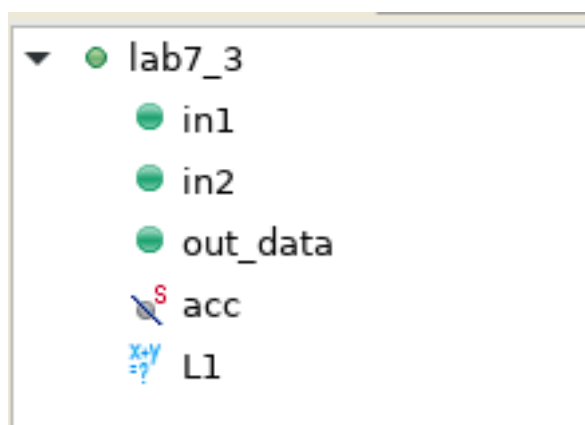 lab7_3
in1
in2
out_data
S acc
x+y
=? L1